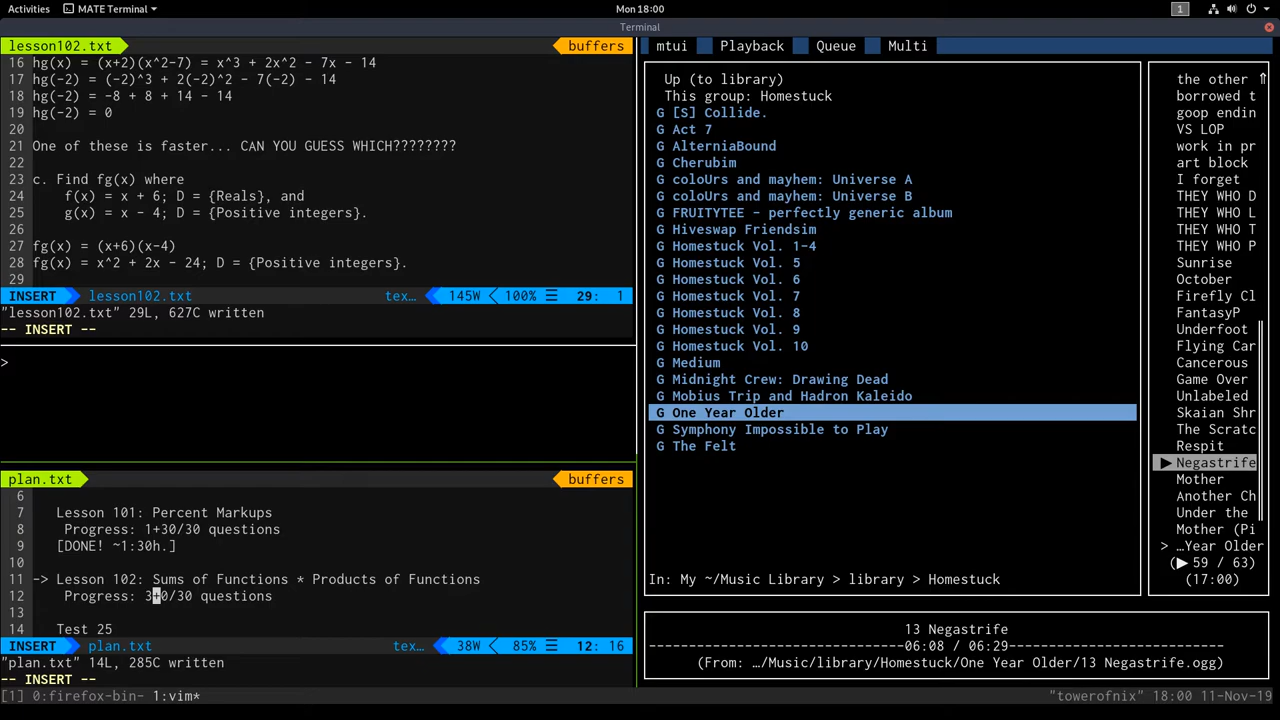 Activities MATE Terminal Mon 18:00 1
Terminal
lesson102.txt buffers
16 hg(x) = (x+2)(x^2-7) = x^3 + 2x^2 - 7x - 14
17 hg(-2) = (-2)^3 + 2(-2)^2 - 7(-2) - 14
18 hg(-2) = -8 + 8 + 14 - 14
19 hg(-2) = 0
20
21 One of these is faster... CAN YOU GUESS WHICH????????
22
23 c. Find fg(x) where
24 f(x) = x + 6; D = {Reals}, and
25 g(x) = x - 4; D = {Positive integers}.
26
27 fg(x) = (x+6)(x-4)
28 fg(x) = x^2 + 2x - 24; D = {Positive integers}.
29
INSERT lesson102.txt tex… 145W 100% ☰ 29: 1
"lesson102.txt" 29L, 627C written
-- INSERT --
>
plan.txt buffers
6
7 Lesson 101: Percent Markups
8 Progress: 1+30/30 questions
9 [DONE! ~1:30h.]
10
11 -> Lesson 102: Sums of Functions * Products of Functions
12 Progress: 3+0/30 questions
13
14 Test 25
INSERT plan.txt tex… 38W 85% ☰ 12: 16
"plan.txt" 14L, 285C written
-- INSERT --
mtui Playback Queue Multi
Up (to library)
This group: Homestuck
G [S] Collide.
G Act 7
G AlterniaBound
G Cherubim
G coloUrs and mayhem: Universe A
G coloUrs and mayhem: Universe B
G FRUITYTEE - perfectly generic album
G Hiveswap Friendsim
G Homestuck Vol. 1-4
G Homestuck Vol. 5
G Homestuck Vol. 6
G Homestuck Vol. 7
G Homestuck Vol. 8
G Homestuck Vol. 9
G Homestuck Vol. 10
G Medium
G Midnight Crew: Drawing Dead
G Mobius Trip and Hadron Kaleido
G One Year Older
G Symphony Impossible to Play
G The Felt
In: My ~/Music Library > library > Homestuck
the other ⇑
borrowed t
goop endin
VS LOP
work in pr
art block
I forget
THEY WHO D
THEY WHO L
THEY WHO T
THEY WHO P
Sunrise
October
Firefly Cl
FantasyP
Underfoot
Flying Car
Cancerous
Game Over
Unlabeled
Skaian Shr
The Scratc
Respit
▶ Negastrife
Mother
Another Ch
Under the
Mother (Pi
> …Year Older
(▶ 59 / 63)
(17:00)
13 Negastrife
--------------------------------06:08 / 06:29---------------------------
(From: …/Music/library/Homestuck/One Year Older/13 Negastrife.ogg)
[1] 0:firefox-bin- 1:vim* "towerofnix" 18:00 11-Nov-19